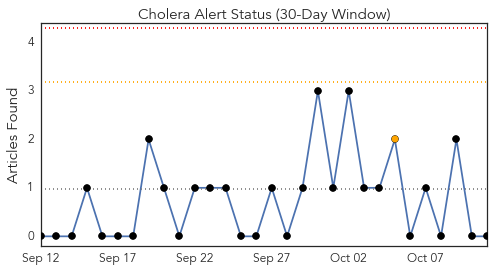 Cholera Alert Status (30-Day Window)
Articles Found
4
3
2
1
0
Sep 12
Sep 17
Sep 22
Sep 27
Oct 02
Oct 07